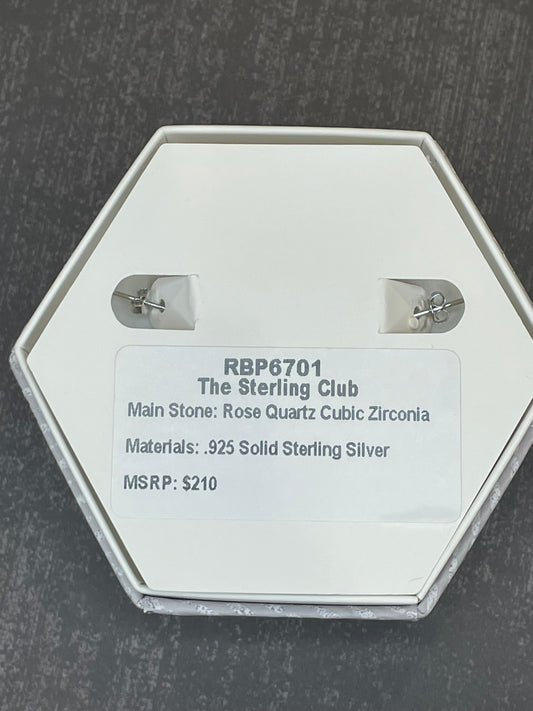 RBP6701
The Sterling Club
Main Stone: Rose Quartz Cubic Zirconia
Materials: .925 Solid Sterling Silver
MSRP: $210